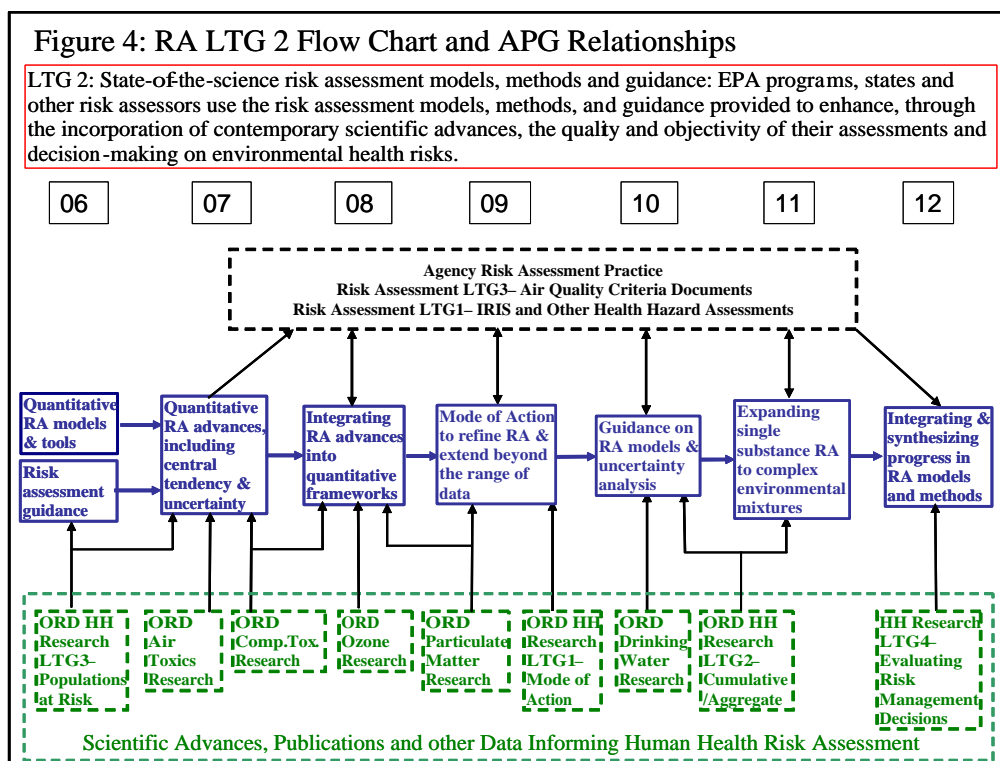 Figure 4: RA LTG 2 Flow Chart and APG Relationships
LTG 2: State-of-the-science risk assessment models, methods and guidance: EPA programs, states and
other risk assessors use the risk assessment models, methods, and guidance provided to enhance, through
the incorporation of contemporary scientific advances, the quality and objectivity of their assessments and
decision-making on environmental health risks.
06
07
08
09
10
11
12
Agency Risk Assessment Practice
Risk Assessment LTG3– Air Quality Criteria Documents
Risk Assessment LTG1– IRIS and Other Health Hazard Assessments
Quantitative
RA models
& tools
Risk
assessment
guidance
Quantitative
RA advances,
including
central
tendency &
uncertainty
Integrating
RA advances
into
quantitative
frameworks
Mode of Action
to refine RA &
extend beyond
the range of
data
Guidance on
RA models &
uncertainty
analysis
Expanding
single
substance RA
to complex
environmental
mixtures
Integrating &
synthesizing
progress in
RA models
and methods
ORD HH
Research
LTG3–
Populations
at Risk
ORD
Air
Toxics
Research
ORD
Comp.Tox.
Research
ORD
Ozone
Research
ORD
Particulate
Matter
Research
ORD HH
Research
LTG1–
Mode of
Action
ORD
Drinking
Water
Research
ORD HH
Research
LTG2–
Cumulative
/Aggregate
HH Research
LTG4–
Evaluating
Risk
Management
Decisions
Scientific Advances, Publications and other Data Informing Human Health Risk Assessment